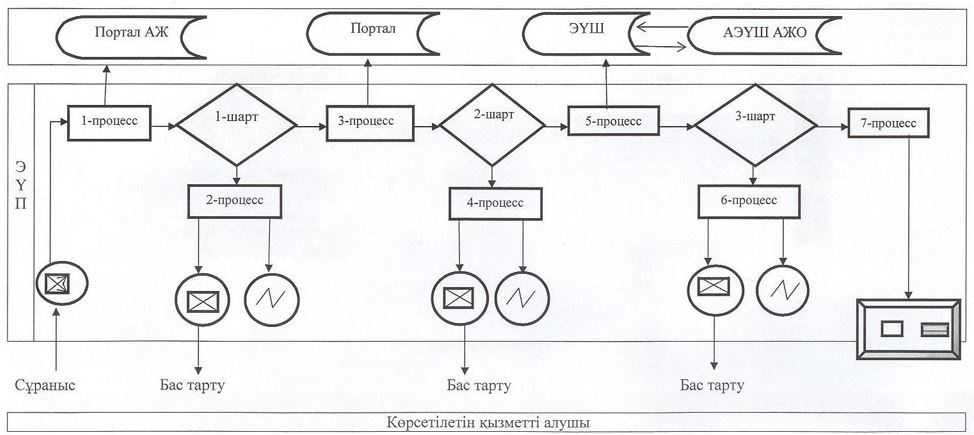 Портал АЖ
Портал
ЭҮШ
АЭҮШ АЖО
Э
Ү
П
1-процесс
1-шарт
3-процесс
2-шарт
5-процесс
3-шарт
7-процесс
2-процесс
4-процесс
6-процесс
Сұраныс
Бас тарту
Бас тарту
Бас тарту
Көрсетілетін қызметті алушы